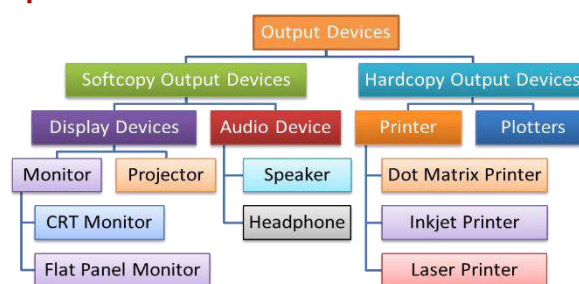 Output Devices
Softcopy Output Devices Hardcopy Output Devices
Display Devices Audio Device Printer Plotters
Monitor Projector Speaker Dot Matrix Printer
CRT Monitor Headphone Inkjet Printer
Flat Panel Monitor Laser Printer